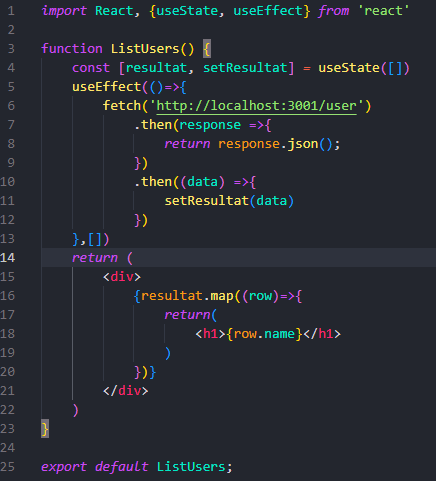 1 import React, {useState, useEffect} from 'react'
2
3 function ListUsers() {
4     const [resultat, setResultat] = useState([])
5     useEffect(()=>{
6         fetch('http://localhost:3001/user')
7             .then(response =>{
8                 return response.json();
9             })
10             .then((data) =>{
11                 setResultat(data)
12             })
13     },[])
14     return (
15         <div>
16             {resultat.map((row)=>{
17                 return(
18                     <h1>{row.name}</h1>
19                 )
20             })}
21         </div>
22     )
23 }
24
25 export default ListUsers;